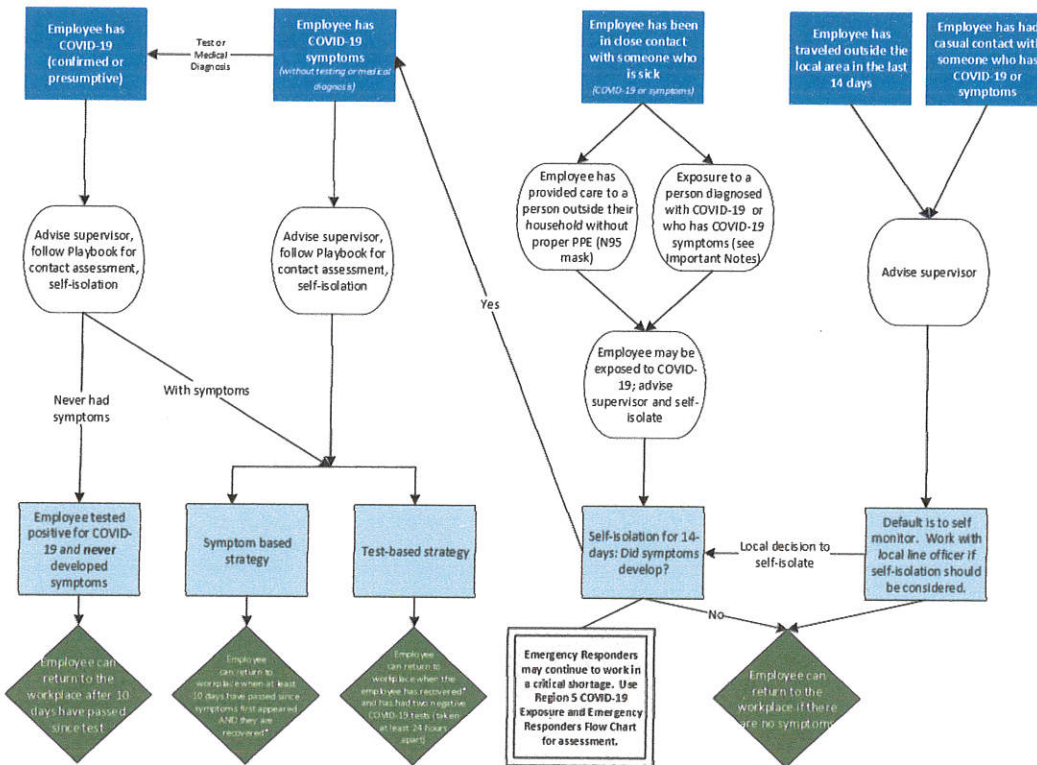 Employee has
COVID-19
(confirmed or
presumptive)
Test or
Medical
Diagnosis
Employee has
COVID-19
symptoms
(without testing or medical
diagnosis)
Employee has been
in close contact
with someone who
is sick
(COVID-19 or symptoms)
Employee has
traveled outside the
local area in the last
14 days
Employee has had
casual contact with
someone who has
COVID-19 or
symptoms
Advise supervisor,
follow Playbook for
contact assessment,
self-isolation
Advise supervisor,
follow Playbook for
contact assessment,
self-isolation
Employee has
provided care to a
person outside their
household without
proper PPE (N95
mask)
Exposure to a
person diagnosed
with COVID-19 or
who has COVID-19
symptoms (see
Important Notes)
Advise supervisor
Yes
Employee may be
exposed to COVID-
19; advise
supervisor and self-
isolate
Never had
symptoms
With symptoms
Employee tested
positive for COVID-
19 and never
developed
symptoms
Symptom based
strategy
Test-based strategy
Self-isolation for 14-
days: Did symptoms
develop?
Local decision to
self-isolate
Default is to self
monitor. Work with
local line officer if
self-isolation should
be considered.
No
Employee can
return to the
workplace after 10
days have passed
since test
Employee
can return to
workplace when at least
10 days have passed since
symptoms first appeared
AND they are
recovered*
Employee
can return to
workplace when the
employee has recovered*
and has had two negative
COVID-19 tests (taken
at least 24 hours
apart)
Emergency Responders
may continue to work in
a critical shortage. Use
Region 5 COVID-19
Exposure and Emergency
Responders Flow Chart
for assessment.
Employee can
return to the
workplace if there
are no symptoms